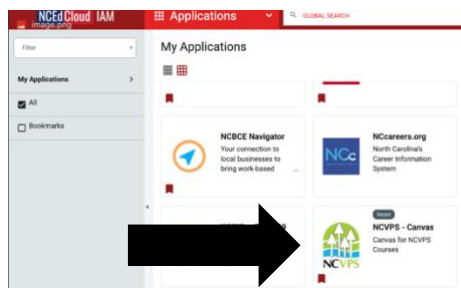 NCEdCloud IAM
image.png
Applications
GLOBAL SEARCH
Filter
My Applications
All
Bookmarks
My Applications
NCBCE Navigator
Your connection to
local businesses to
bring work-based ...
NCc
NCcareers.org
North Carolina's
Career Information
System
Recent
NCVPS - Canvas
Canvas for NCVPS
Courses
NCVPS